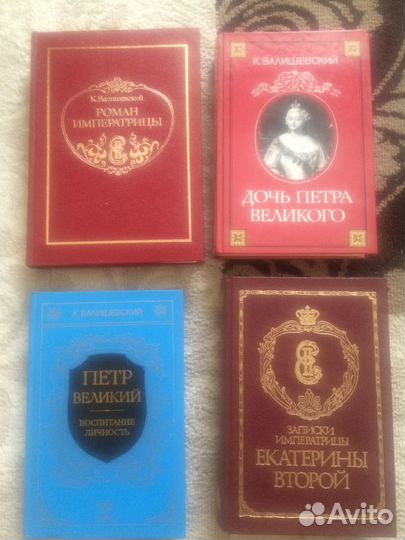 К. Валишевский
РОМАН
ИМПЕРАТРИЦЫ
К. ВАЛИШЕВСКИЙ
ДОЧЬ ПЕТРА
ВЕЛИКОГО
К. ВАЛИШЕВСКИЙ
ПЕТР
ВЕЛИКИЙ
ВОСПИТАНИЕ
ЛИЧНОСТЬ
ЗАПИСКИ
ИМПЕРАТРИЦЫ
ЕКАТЕРИНЫ
ВТОРОЙ
Avito